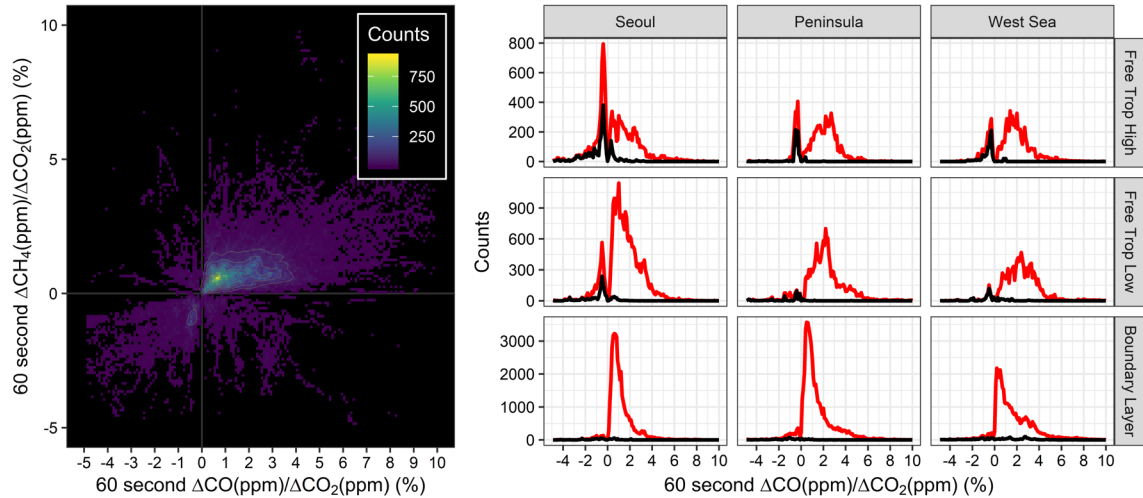 10
5
0
-5
60 second ΔCH₄(ppm)/ΔCO₂(ppm) (%)
Counts
750
500
250
-5 -4 -3 -2 -1 0 1 2 3 4 5 6 7 8 9 10
60 second ΔCO(ppm)/ΔCO₂(ppm) (%)
Seoul Peninsula West Sea
800
600
400
200
0
Free Trop High
900
600
300
0
Free Trop Low
3000
2000
1000
0
Boundary Layer
Counts
-4 -2 0 2 4 6 8 10 -4 -2 0 2 4 6 8 10 -4 -2 0 2 4 6 8 10
60 second ΔCO(ppm)/ΔCO₂(ppm) (%)